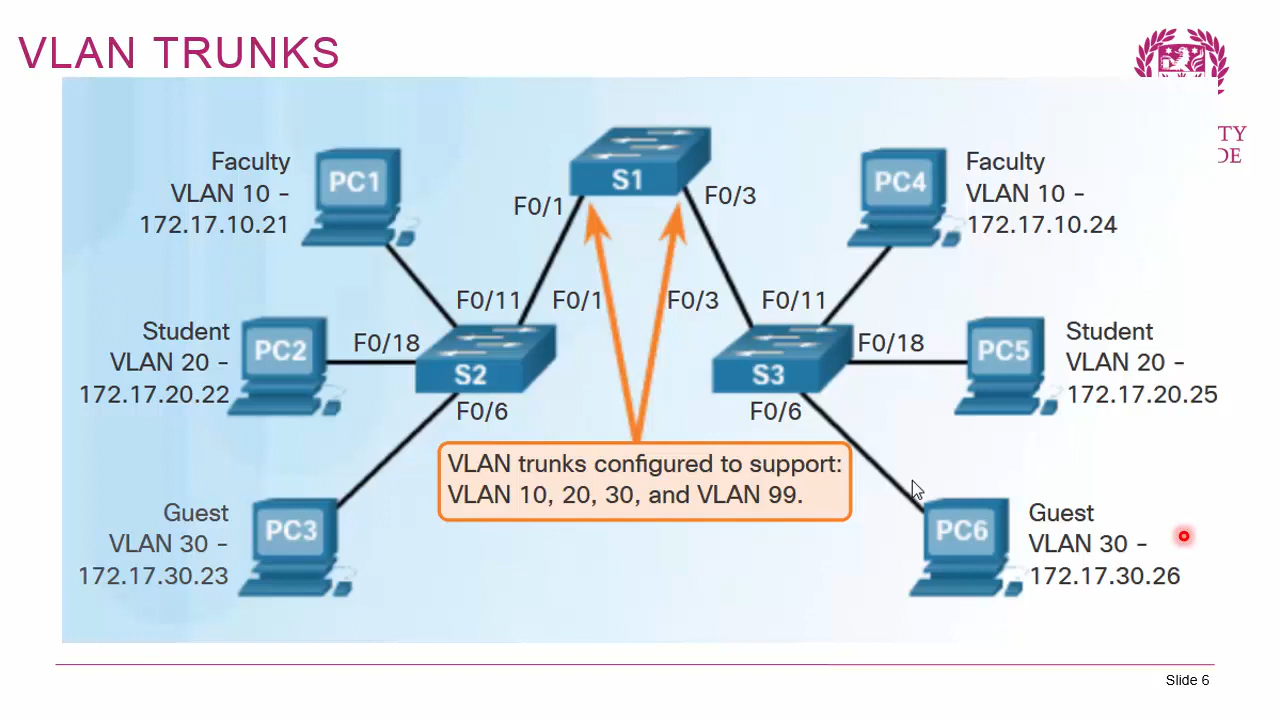 VLAN TRUNKS
TY
DE
Faculty
VLAN 10 –
172.17.10.21
PC1
S1
F0/1
F0/3
PC4
Faculty
VLAN 10 –
172.17.10.24
F0/11
F0/1
F0/3
F0/11
Student
VLAN 20 –
172.17.20.22
PC2
F0/18
S2
F0/6
S3
F0/6
F0/18
PC5
Student
VLAN 20 –
172.17.20.25
VLAN trunks configured to support:
VLAN 10, 20, 30, and VLAN 99.
Guest
VLAN 30 –
172.17.30.23
PC3
PC6
Guest
VLAN 30 –
172.17.30.26
Slide 6